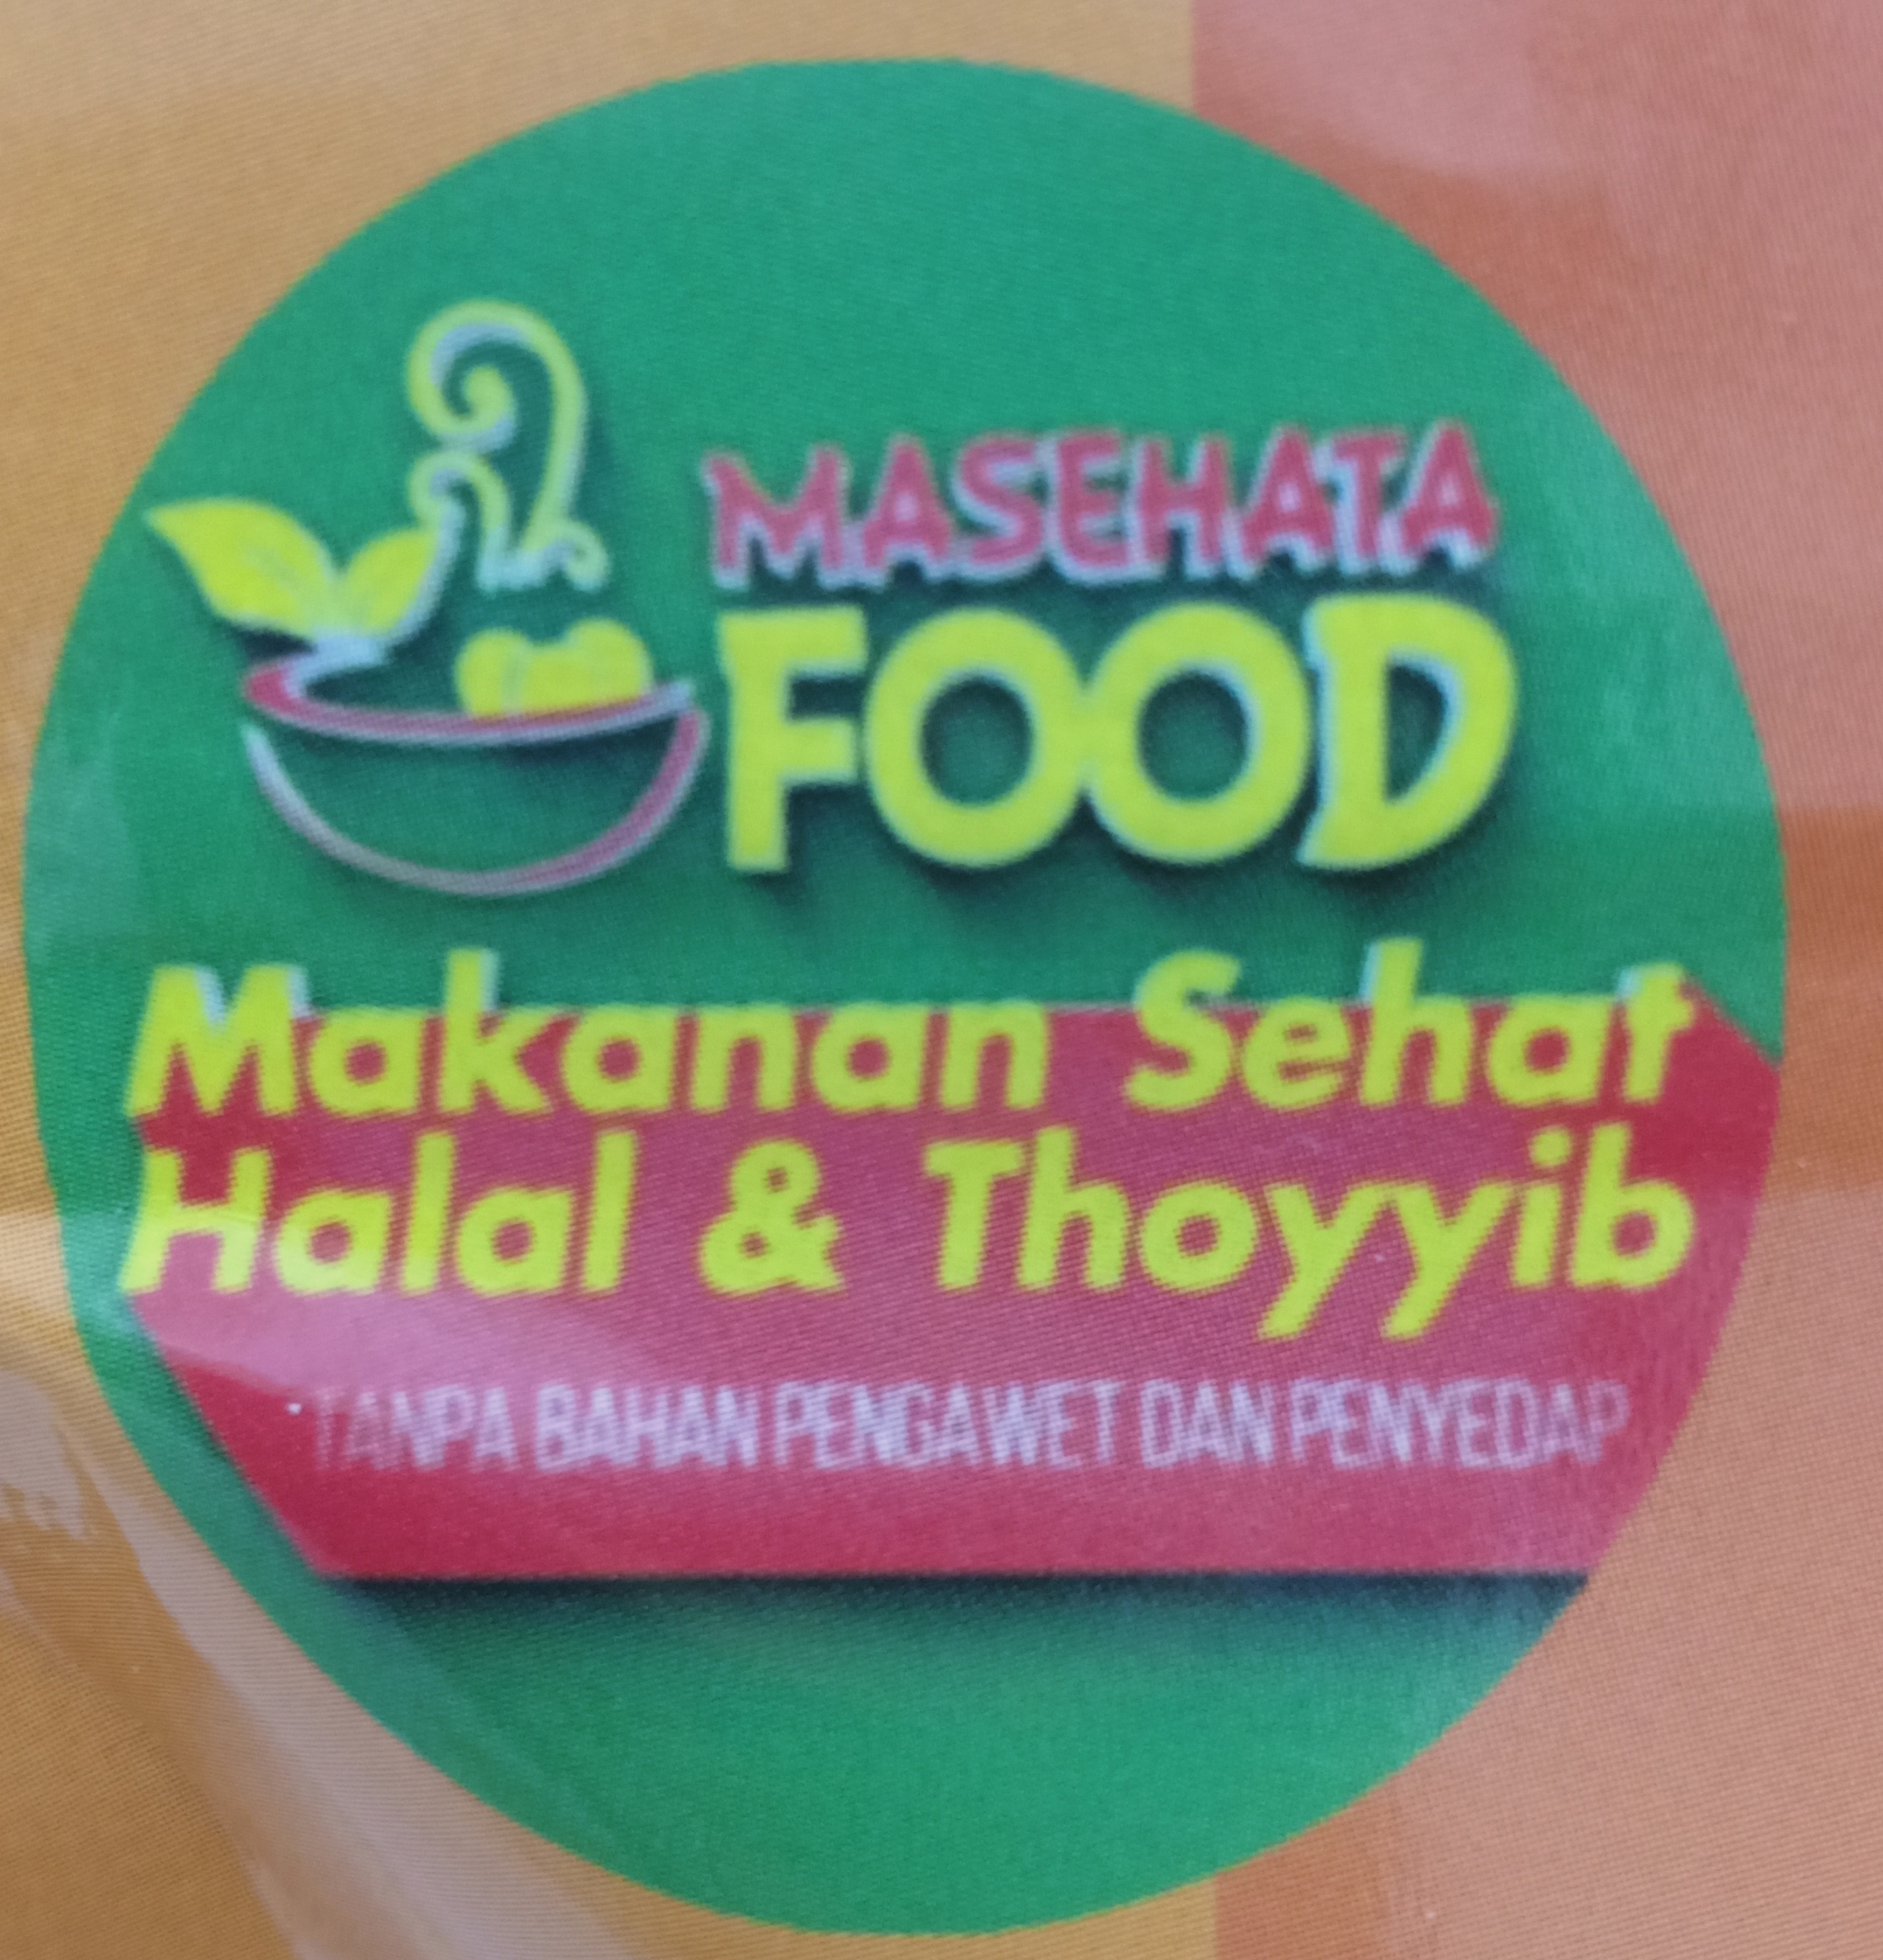 MASEHATA
FOOD
Makanan Sehat
Halal & Thoyyib
TANPA BAHAN PENGAWET DAN PENYEDAP